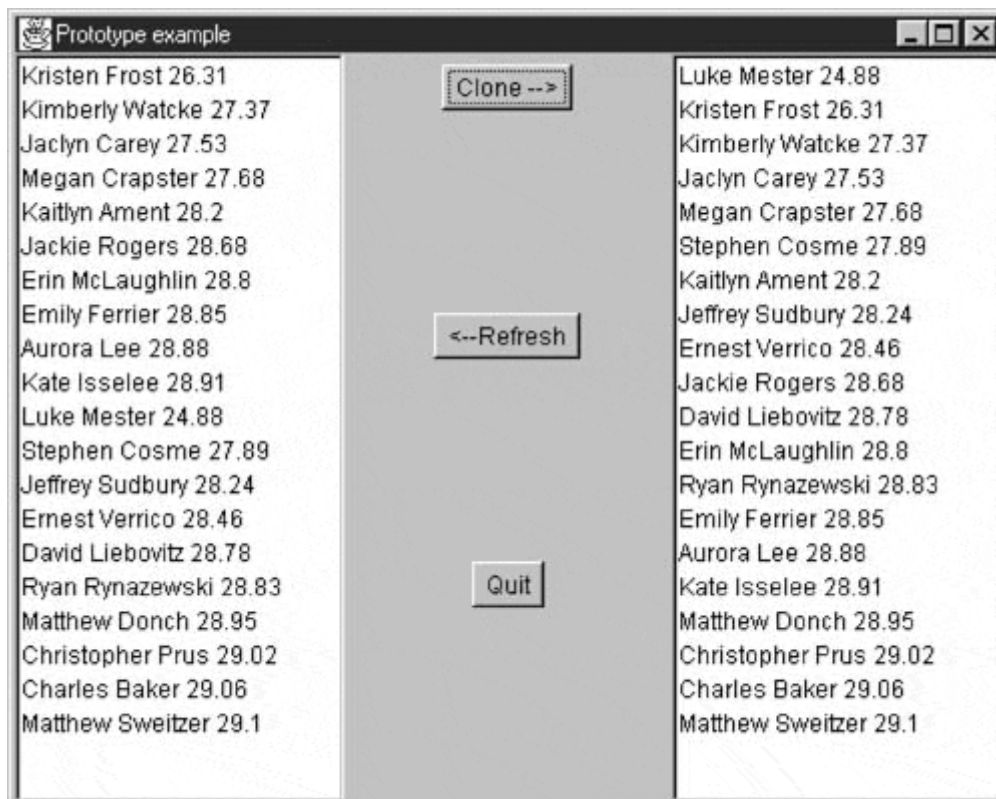 Prototype example
Kristen Frost 26.31
Kimberly Watcke 27.37
Jaclyn Carey 27.53
Megan Crapster 27.68
Kaitlyn Ament 28.2
Jackie Rogers 28.68
Erin McLaughlin 28.8
Emily Ferrier 28.85
Aurora Lee 28.88
Kate Isselee 28.91
Luke Mester 24.88
Stephen Cosme 27.89
Jeffrey Sudbury 28.24
Ernest Verrico 28.46
David Liebovitz 28.78
Ryan Rynazewski 28.83
Matthew Donch 28.95
Christopher Prus 29.02
Charles Baker 29.06
Matthew Sweitzer 29.1
Clone -->
<--Refresh
Quit
Luke Mester 24.88
Kristen Frost 26.31
Kimberly Watcke 27.37
Jaclyn Carey 27.53
Megan Crapster 27.68
Stephen Cosme 27.89
Kaitlyn Ament 28.2
Jeffrey Sudbury 28.24
Ernest Verrico 28.46
Jackie Rogers 28.68
David Liebovitz 28.78
Erin McLaughlin 28.8
Ryan Rynazewski 28.83
Emily Ferrier 28.85
Aurora Lee 28.88
Kate Isselee 28.91
Matthew Donch 28.95
Christopher Prus 29.02
Charles Baker 29.06
Matthew Sweitzer 29.1